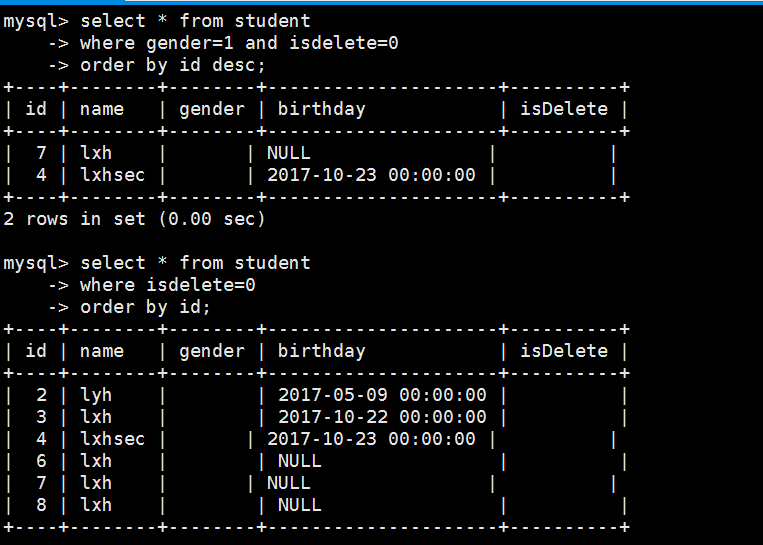 mysql> select * from student
    -> where gender=1 and isdelete=0
    -> order by id desc;
+----+--------+--------+---------------------+----------+
| id | name   | gender | birthday            | isDelete |
+----+--------+--------+---------------------+----------+
|  7 | lxh    |       | NULL                |          |
|  4 | lxhsec |       | 2017-10-23 00:00:00 |          |
+----+--------+--------+---------------------+----------+
2 rows in set (0.00 sec)

mysql> select * from student
    -> where isdelete=0
    -> order by id;
+----+--------+--------+---------------------+----------+
| id | name   | gender | birthday            | isDelete |
+----+--------+--------+---------------------+----------+
|  2 | lyh    |        | 2017-05-09 00:00:00 |          |
|  3 | lxh    |        | 2017-10-22 00:00:00 |          |
|  4 | lxhsec |       | 2017-10-23 00:00:00 |          |
|  6 | lxh    |        | NULL                |          |
|  7 | lxh    |       | NULL                |          |
|  8 | lxh    |        | NULL                |          |
+----+--------+--------+---------------------+----------+